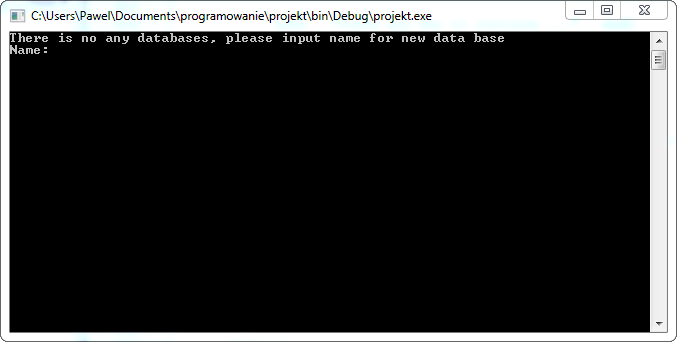 C:\Users\Pawel\Documents\programowanie\projekt\bin\Debug\projekt.exe
There is no any databases, please input name for new data base
Name: